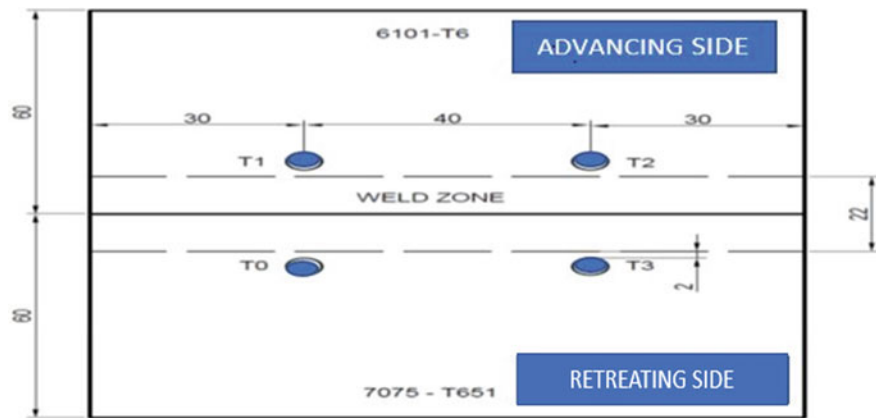 6101-T6
ADVANCING SIDE
60
30
40
30
T1
T2
WELD ZONE
22
T0
T3
2
60
7075 - T651
RETREATING SIDE